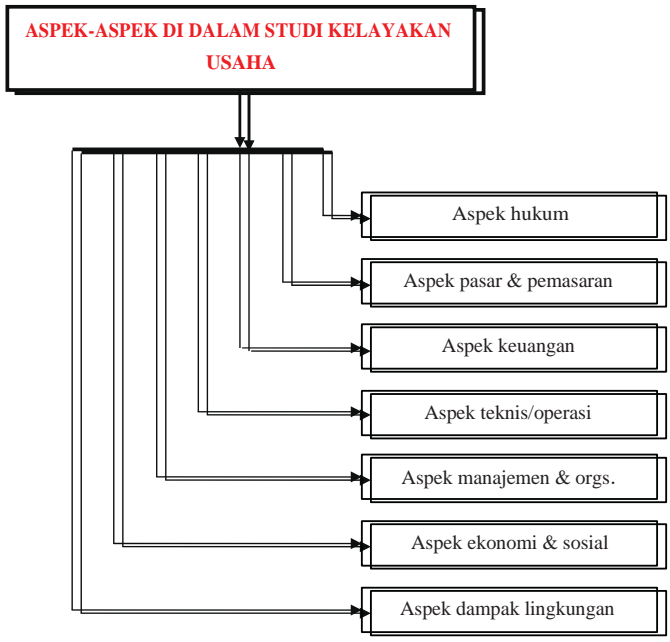 ASPEK-ASPEK DI DALAM STUDI KELAYAKAN
USAHA
Aspek hukum
Aspek pasar & pemasaran
Aspek keuangan
Aspek teknis/operasi
Aspek manajemen & orgs.
Aspek ekonomi & sosial
Aspek dampak lingkungan